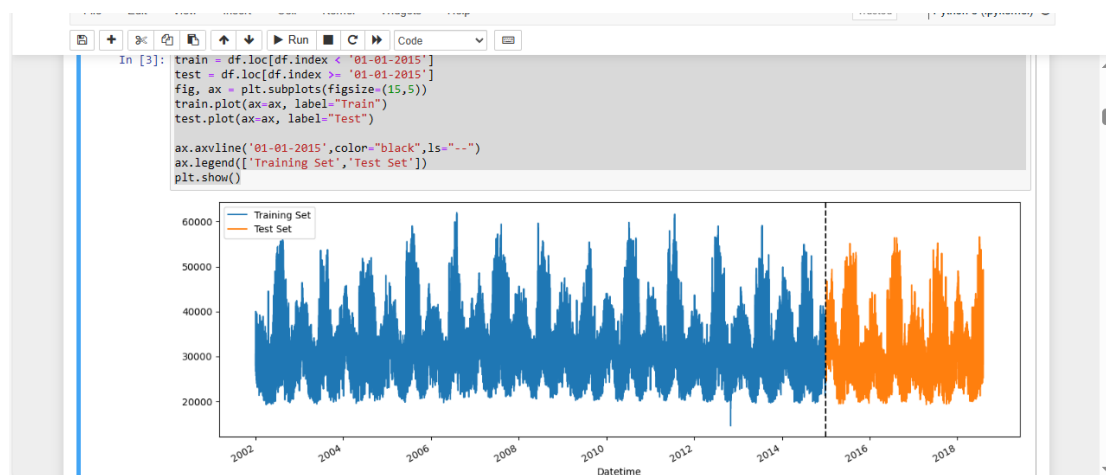 Run
Code
In [3]: train = df.loc[df.index < '01-01-2015']
test = df.loc[df.index >= '01-01-2015']
fig, ax = plt.subplots(figsize=(15,5))
train.plot(ax=ax, label="Train")
test.plot(ax=ax, label="Test")
ax.axvline('01-01-2015',color="black",ls="--")
ax.legend(['Training Set','Test Set'])
plt.show()
Training Set
Test Set
60000
50000
40000
30000
20000
2002 2004 2006 2008 2010 2012 2014 2016 2018
Datetime